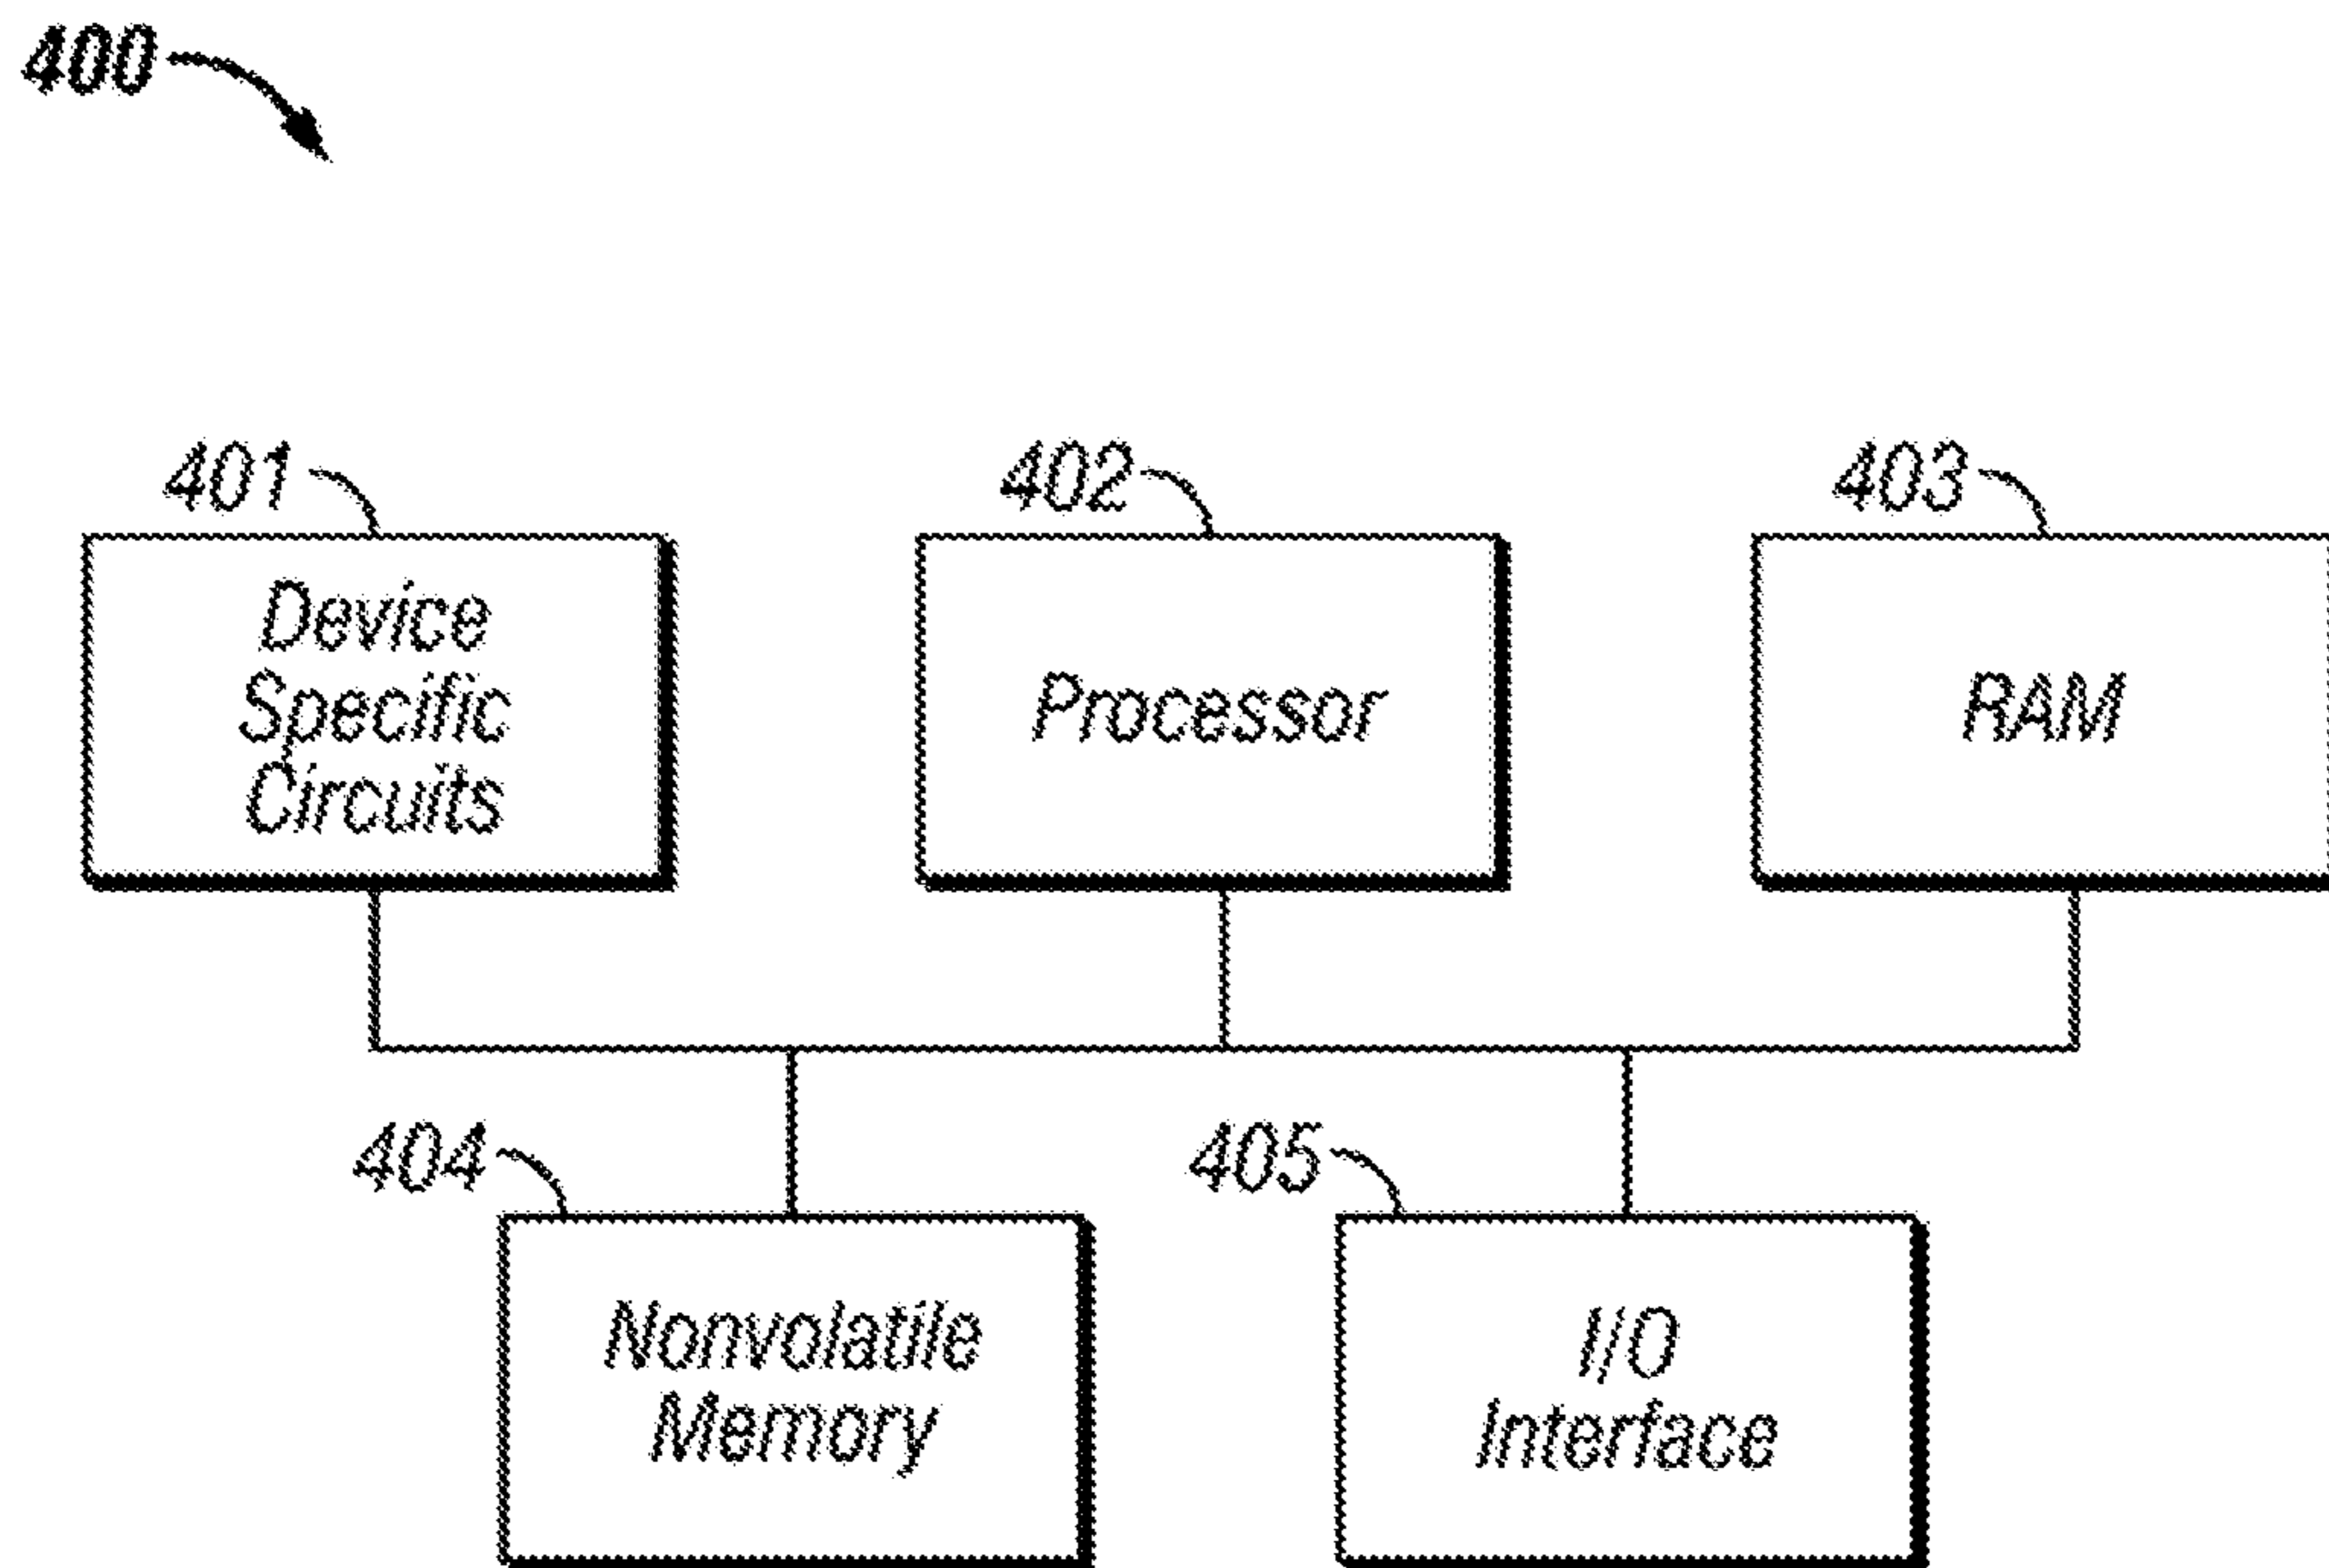 400
401
402
403
Device
Specific
Circuits
Processor
RAM
404
405
Nonvolatile
Memory
I/O
Interface